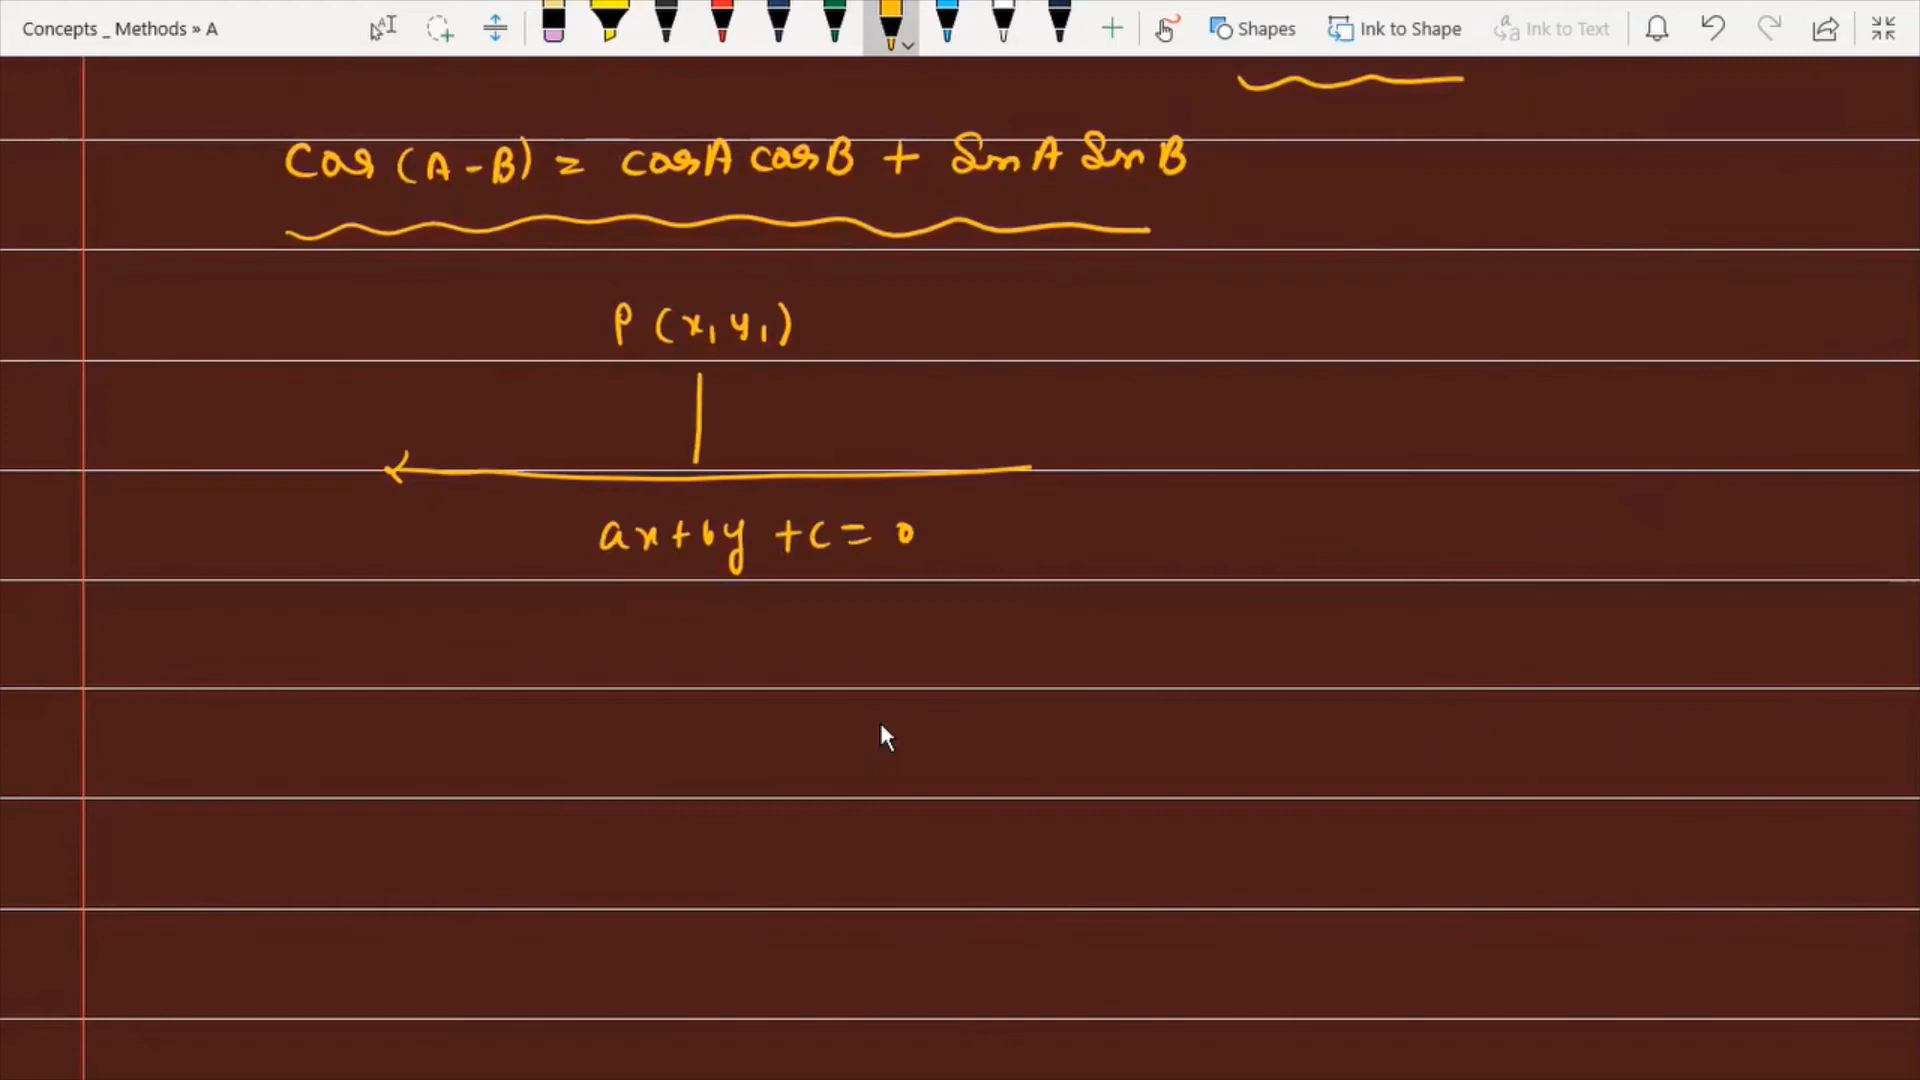 Concepts _ Methods » A
Shapes
Ink to Shape
Ink to Text
Cos (A-B) = cosA cosB + Sin A Sin B
P (x₁ y₁)
ax+by +c = 0